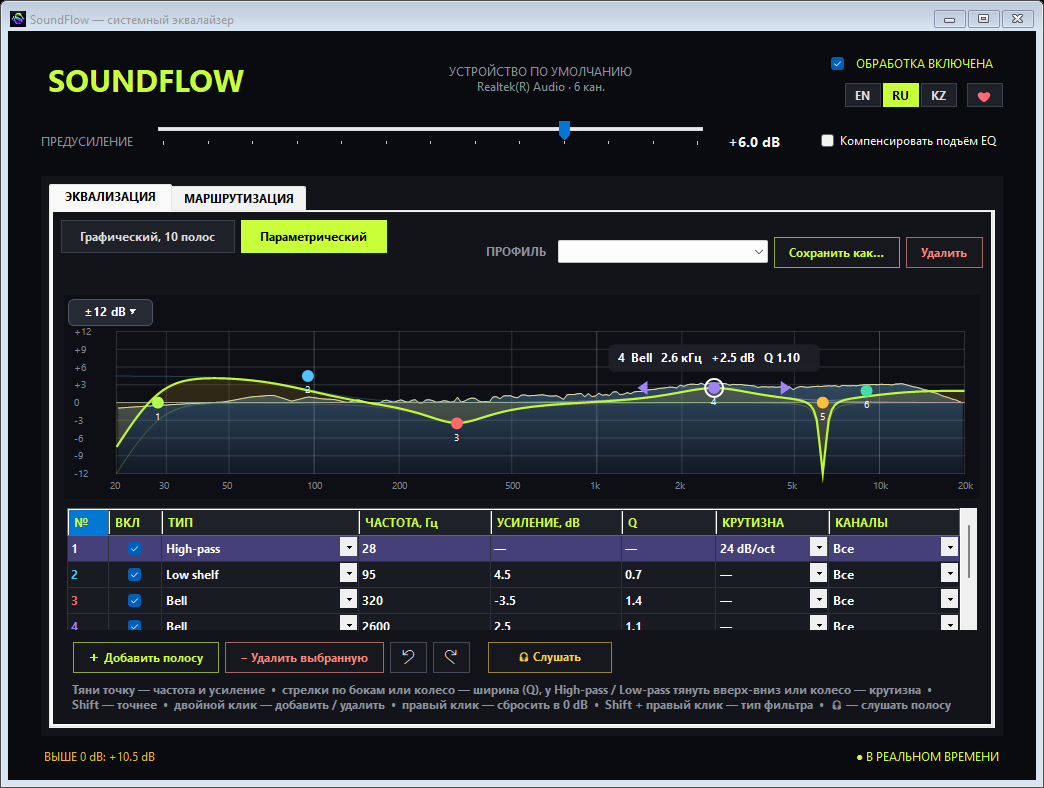 SoundFlow — системный эквалайзер
SOUNDFLOW
УСТРОЙСТВО ПО УМОЛЧАНИЮ
Realtek(R) Audio · 6 кан.
ОБРАБОТКА ВКЛЮЧЕНА
EN RU KZ
ПРЕДУСИЛЕНИЕ
+6.0 dB
Компенсировать подъём EQ
ЭКВАЛИЗАЦИЯ МАРШРУТИЗАЦИЯ
Графический, 10 полос
Параметрический
ПРОФИЛЬ
Сохранить как...
Удалить
±12 dB
+12
+9
+6
+3
0
-3
-6
-9
-12
4 Bell 2.6 кГц +2.5 dB Q 1.10
1
2
3
4
5
6
20 30 50 100 200 500 1k 2k 5k 10k 20k
№ ВКЛ ТИП ЧАСТОТА, Гц УСИЛЕНИЕ, dB Q КРУТИЗНА КАНАЛЫ
1 High-pass 28 — — 24 dB/oct Все
2 Low shelf 95 4.5 0.7 — Все
3 Bell 320 -3.5 1.4 — Все
4 Bell 2600 2.5 1.1 — Все
+ Добавить полосу
− Удалить выбранную
Слушать
Тяни точку — частота и усиление • стрелки по бокам или колесо — ширина (Q), у High-pass / Low-pass тянуть вверх-вниз или колесо — крутизна •
Shift — точнее • двойной клик — добавить / удалить • правый клик — сбросить в 0 dB • Shift + правый клик — тип фильтра • 🎧 — слушать полосу
ВЫШЕ 0 dB: +10.5 dB
● В РЕАЛЬНОМ ВРЕМЕНИ